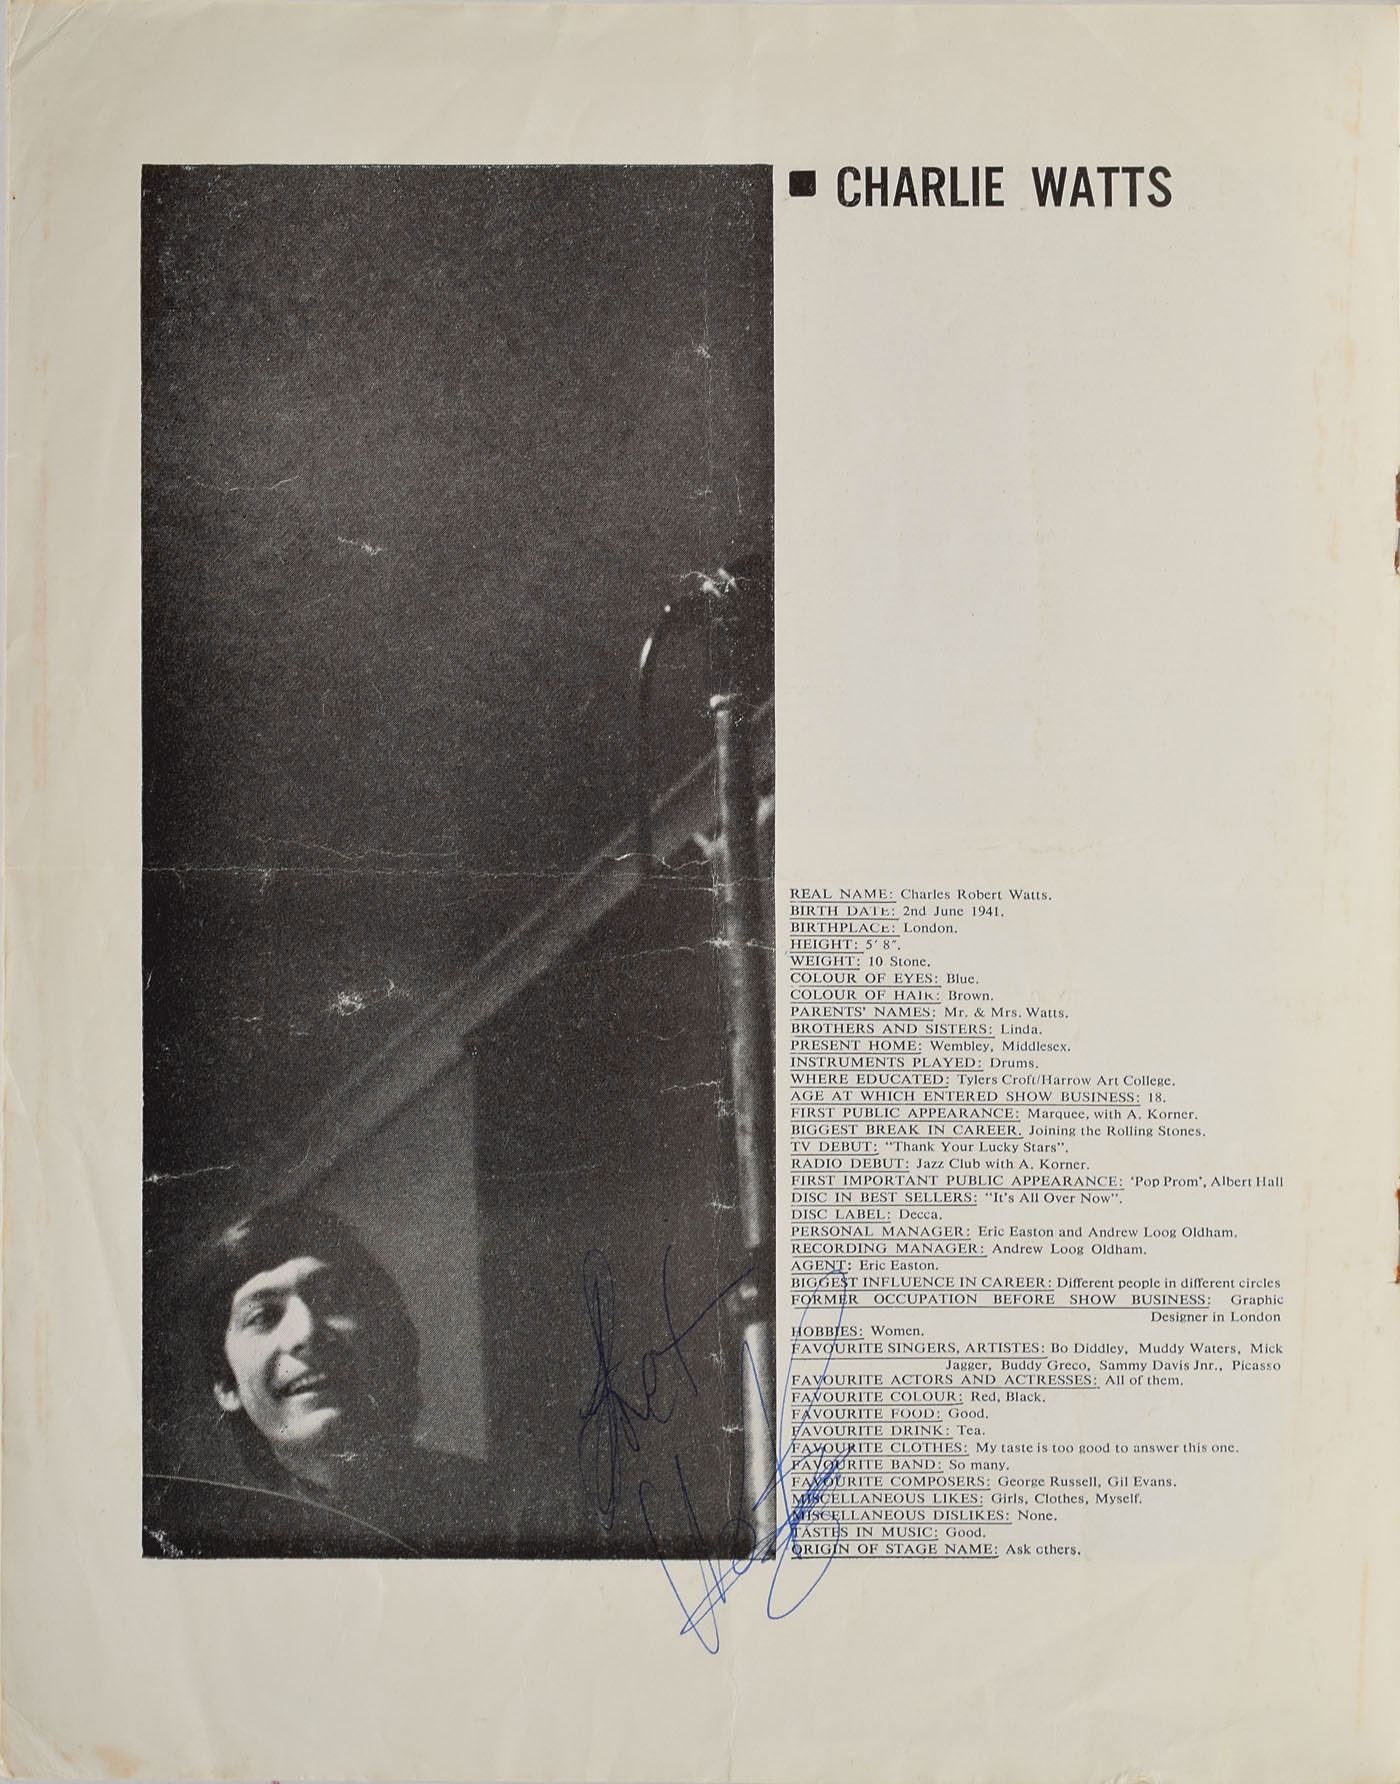 CHARLIE WATTS
REAL NAME: Charles Robert Watts.
BIRTH DATE: 2nd June 1941.
BIRTHPLACE: London.
HEIGHT: 5' 8".
WEIGHT: 10 Stone.
COLOUR OF EYES: Blue.
COLOUR OF HAIR: Brown.
PARENTS' NAMES: Mr. & Mrs. Watts.
BROTHERS AND SISTERS: Linda.
PRESENT HOME: Wembley, Middlesex.
INSTRUMENTS PLAYED: Drums.
WHERE EDUCATED: Tylers Croft/Harrow Art College.
AGE AT WHICH ENTERED SHOW BUSINESS: 18.
FIRST PUBLIC APPEARANCE: Marquee, with A. Korner.
BIGGEST BREAK IN CAREER. Joining the Rolling Stones.
TV DEBUT: "Thank Your Lucky Stars".
RADIO DEBUT: Jazz Club with A. Korner.
FIRST IMPORTANT PUBLIC APPEARANCE: 'Pop Prom', Albert Hall
DISC IN BEST SELLERS: "It's All Over Now".
DISC LABEL: Decca.
PERSONAL MANAGER: Eric Easton and Andrew Loog Oldham.
RECORDING MANAGER: Andrew Loog Oldham.
AGENT: Eric Easton.
BIGGEST INFLUENCE IN CAREER: Different people in different circles
FORMER OCCUPATION BEFORE SHOW BUSINESS: Graphic
Designer in London
HOBBIES: Women.
FAVOURITE SINGERS, ARTISTES: Bo Diddley, Muddy Waters, Mick
Jagger, Buddy Greco, Sammy Davis Jnr., Picasso
FAVOURITE ACTORS AND ACTRESSES: All of them.
FAVOURITE COLOUR: Red, Black.
FAVOURITE FOOD: Good.
FAVOURITE DRINK: Tea.
FAVOURITE CLOTHES: My taste is too good to answer this one.
FAVOURITE BAND: So many.
FAVOURITE COMPOSERS: George Russell, Gil Evans.
MISCELLANEOUS LIKES: Girls, Clothes, Myself.
MISCELLANEOUS DISLIKES: None.
TASTES IN MUSIC: Good.
ORIGIN OF STAGE NAME: Ask others.